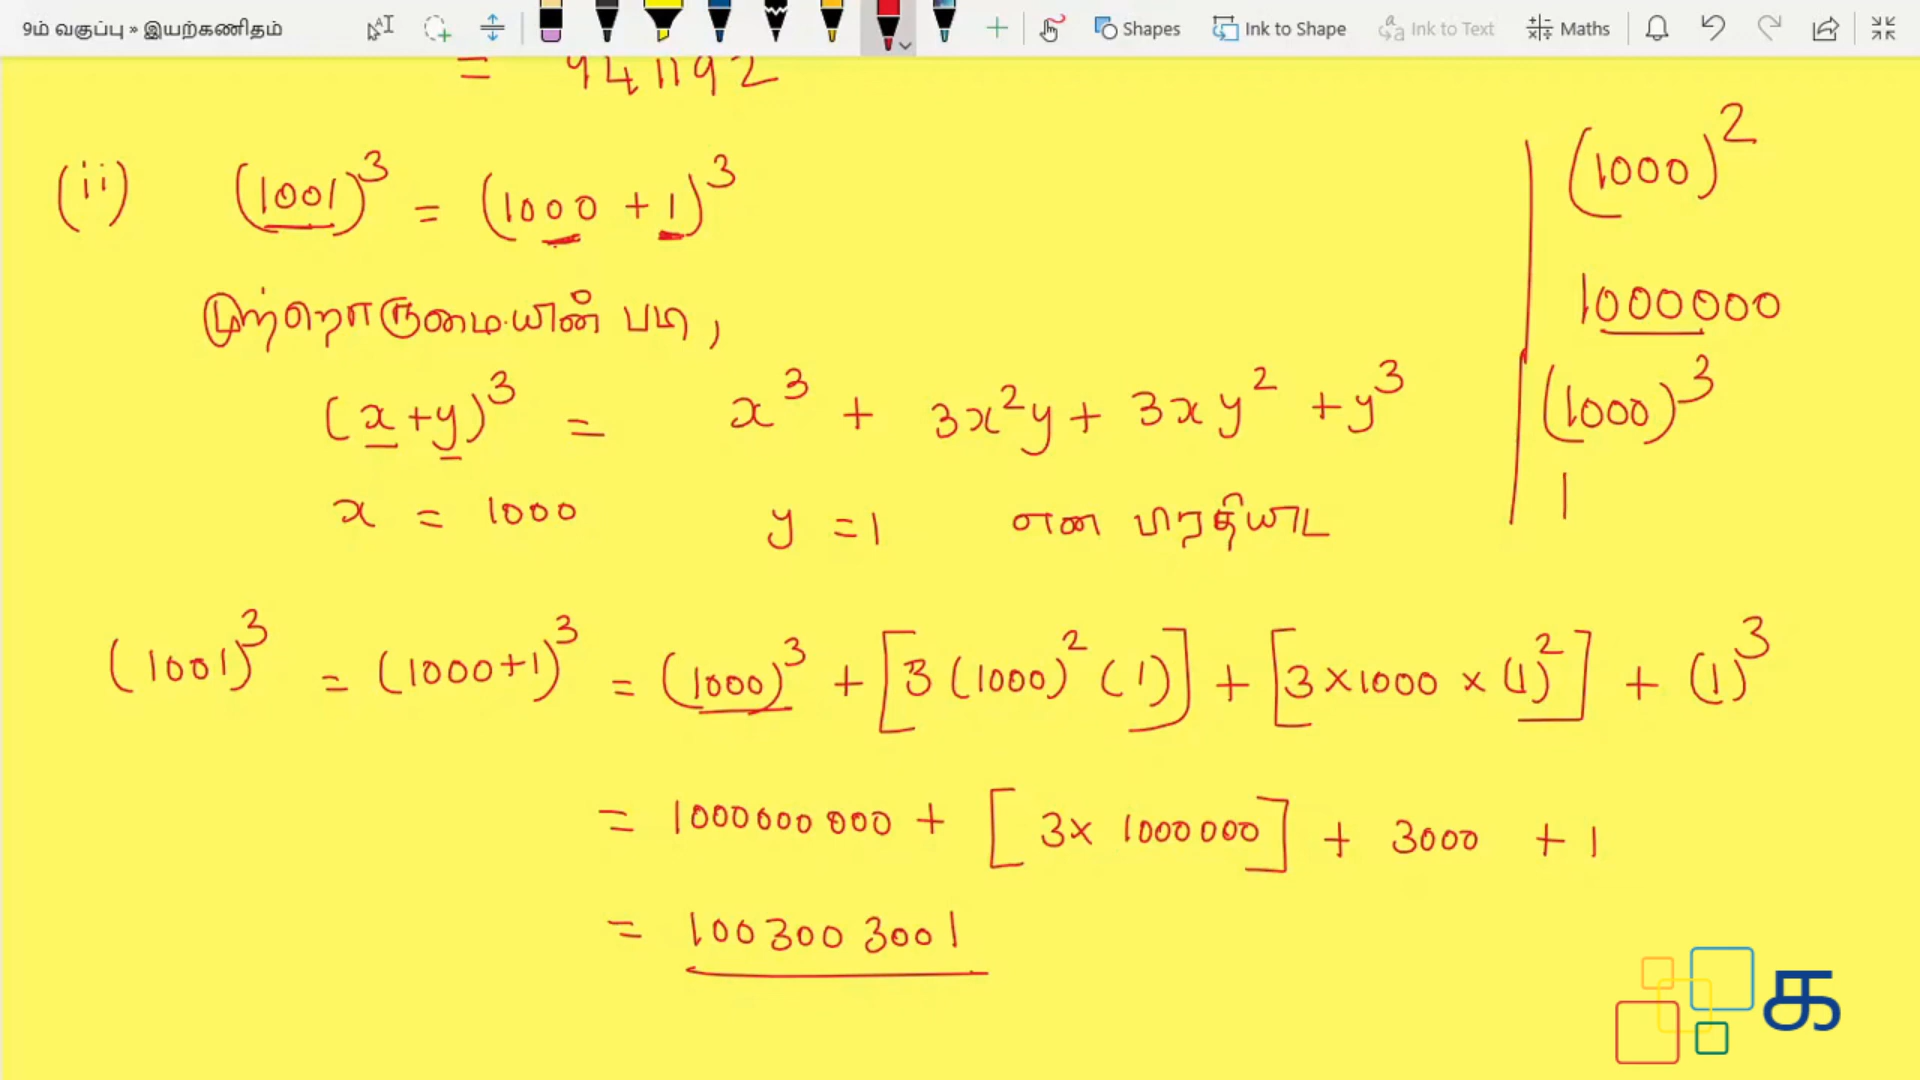 9ம் வகுப்பு » இயற்கணிதம்
Shapes
Ink to Shape
Ink to Text
Maths
= 941192
(ii) (1001)³ = (1000 + 1)³
முற்றொருமையின் படி,
(x+y)³ = x³ + 3x²y + 3xy² + y³
x = 1000 y = 1 என பிரதியிட
(1000)²
1000000
(1000)³
1
(1001)³ = (1000+1)³ = (1000)³ + [3 (1000)² (1)] + [3 × 1000 × (1)²] + (1)³
= 1000000000 + [3 × 1000000] + 3000 + 1
= 1003003001
க